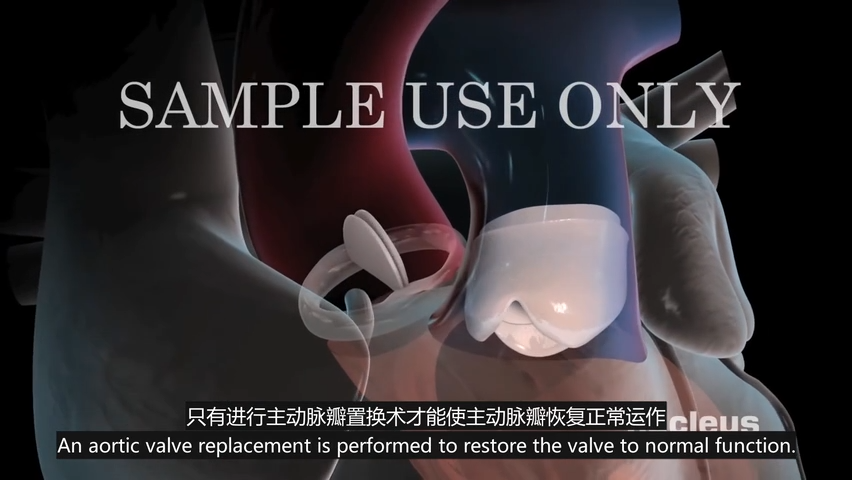 SAMPLE USE ONLY
只有进行主动脉瓣置换术才能使主动脉瓣恢复正常运作
cleus
An aortic valve replacement is performed to restore the valve to normal function.